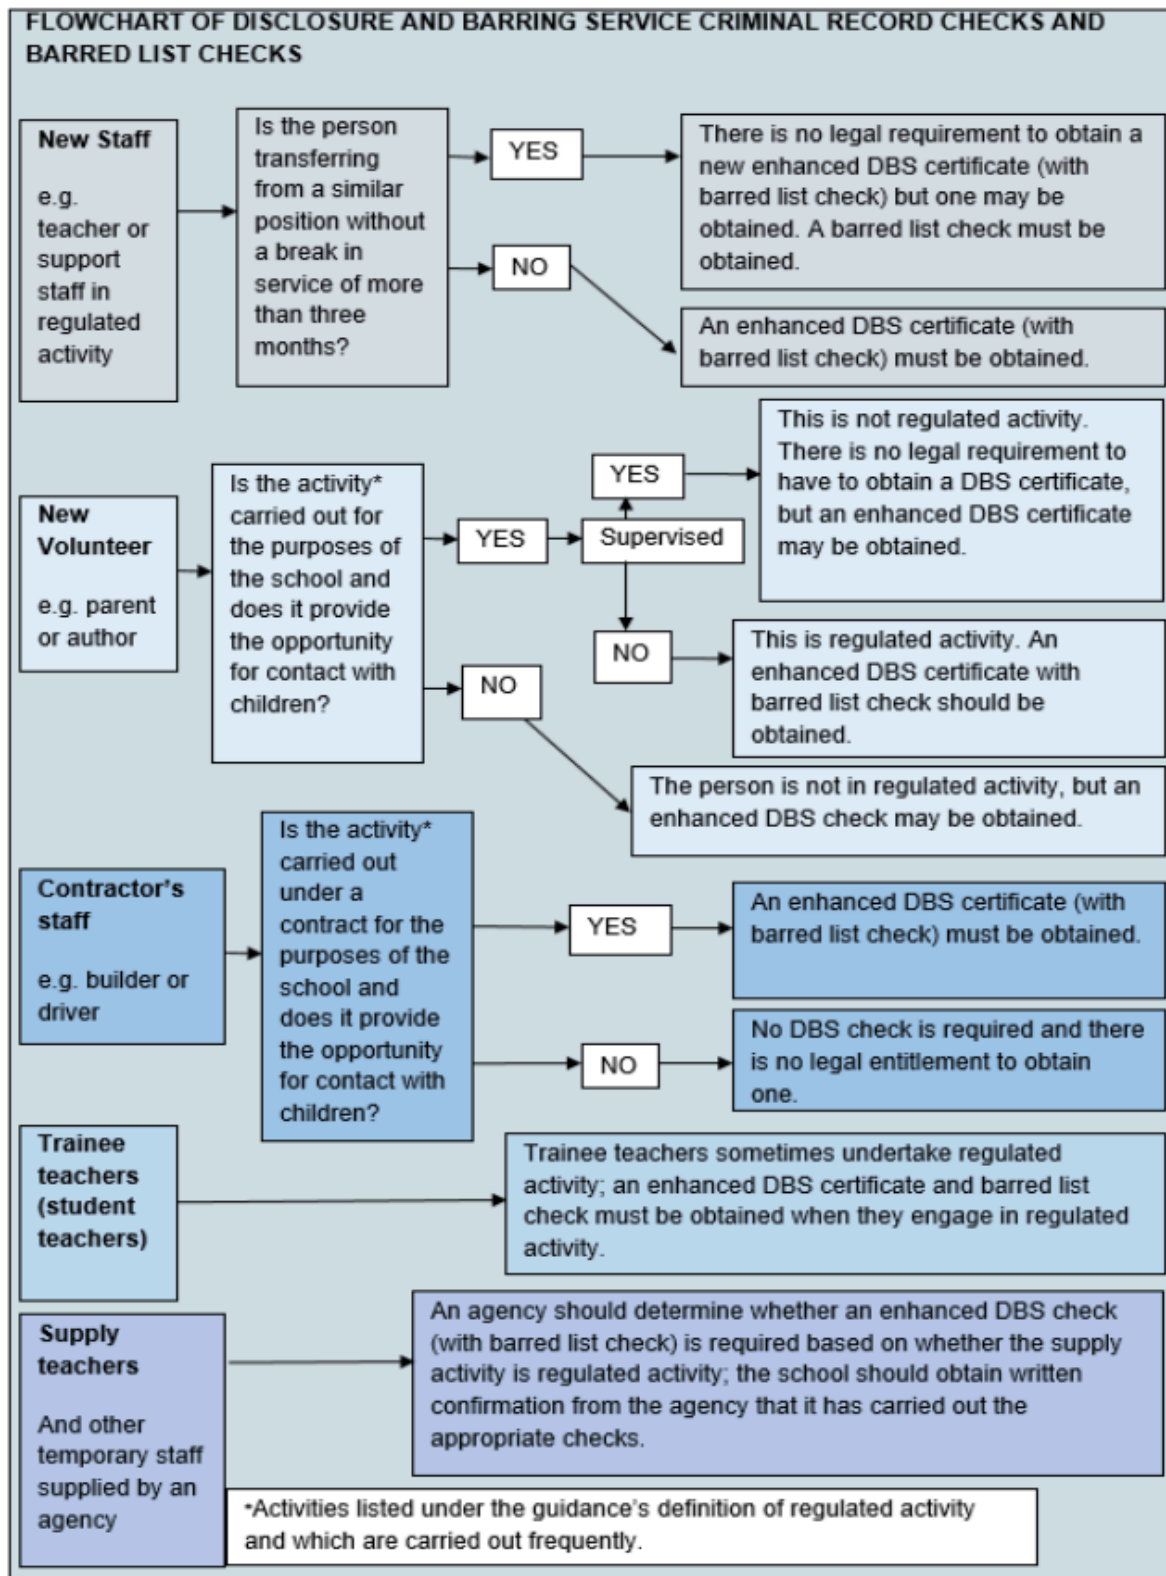 FLOWCHART OF DISCLOSURE AND BARRING SERVICE CRIMINAL RECORD CHECKS AND
BARRED LIST CHECKS
New Staff
e.g.
teacher or
support
staff in
regulated
activity
Is the person
transferring
from a similar
position without
a break in
service of more
than three
months?
YES
There is no legal requirement to obtain a
new enhanced DBS certificate (with
barred list check) but one may be
obtained. A barred list check must be
obtained.
NO
An enhanced DBS certificate (with
barred list check) must be obtained.
New
Volunteer
e.g. parent
or author
Is the activity*
carried out for
the purposes of
the school and
does it provide
the opportunity
for contact with
children?
YES
Supervised
YES
This is not regulated activity.
There is no legal requirement to
have to obtain a DBS certificate,
but an enhanced DBS certificate
may be obtained.
NO
This is regulated activity. An
enhanced DBS certificate with
barred list check should be
obtained.
NO
The person is not in regulated activity, but an
enhanced DBS check may be obtained.
Contractor's
staff
e.g. builder or
driver
Is the activity*
carried out
under a
contract for the
purposes of the
school and
does it provide
the opportunity
for contact with
children?
YES
An enhanced DBS certificate (with
barred list check) must be obtained.
NO
No DBS check is required and there
is no legal entitlement to obtain
one.
Trainee
teachers
(student
teachers)
Trainee teachers sometimes undertake regulated
activity; an enhanced DBS certificate and barred list
check must be obtained when they engage in regulated
activity.
Supply
teachers
And other
temporary staff
supplied by an
agency
An agency should determine whether an enhanced DBS check
(with barred list check) is required based on whether the supply
activity is regulated activity; the school should obtain written
confirmation from the agency that it has carried out the
appropriate checks.
*Activities listed under the guidance's definition of regulated activity
and which are carried out frequently.